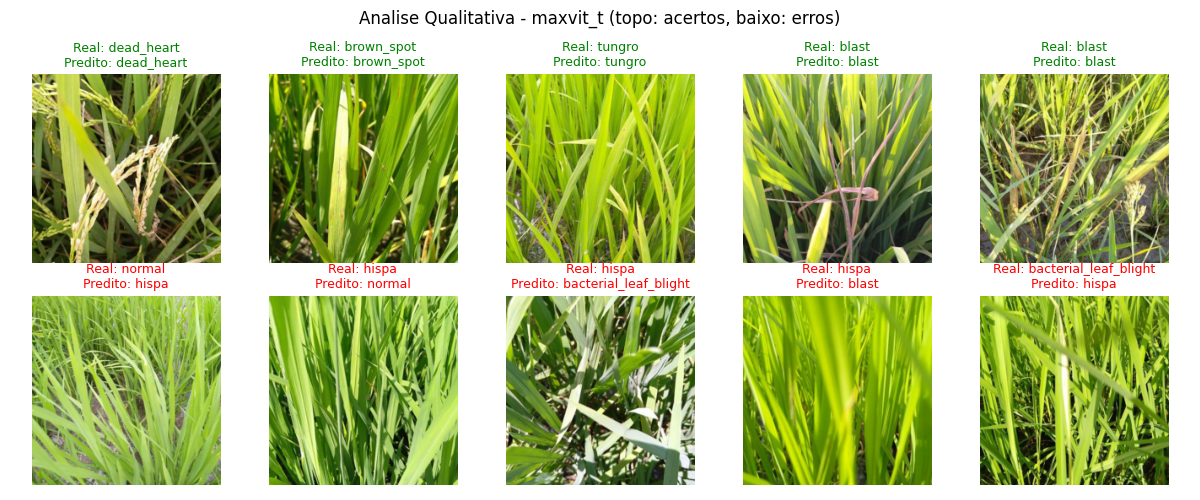 Analise Qualitativa - maxvit_t (topo: acertos, baixo: erros)
Real: dead_heart
Predito: dead_heart
Real: brown_spot
Predito: brown_spot
Real: tungro
Predito: tungro
Real: blast
Predito: blast
Real: blast
Predito: blast
Real: normal
Predito: hispa
Real: hispa
Predito: normal
Real: hispa
Predito: bacterial_leaf_blight
Real: hispa
Predito: blast
Real: bacterial_leaf_blight
Predito: hispa